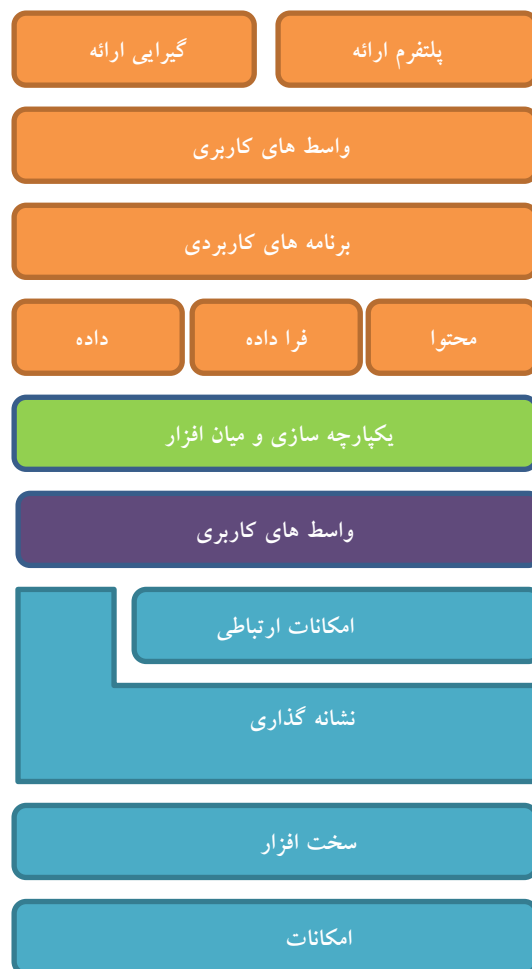 پلتفرم ارائه
گیرایی ارائه
واسط های کاربری
برنامه های کاربردی
محتوا
فرا داده
داده
یکپارچه سازی و میان افزار
واسط های کاربری
امکانات ارتباطی
نشانه گذاری
سخت افزار
امکانات